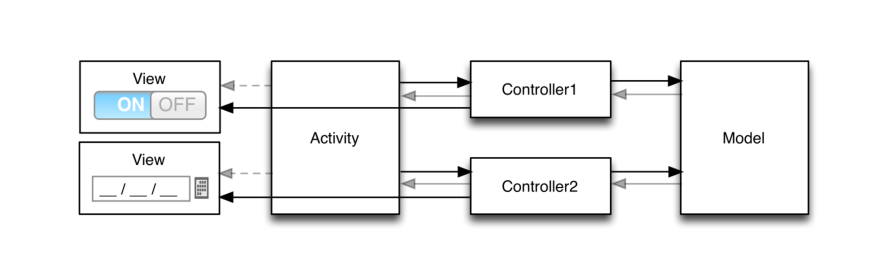 View
ON OFF
View
__ / __ / __
Activity
Controller1
Controller2
Model